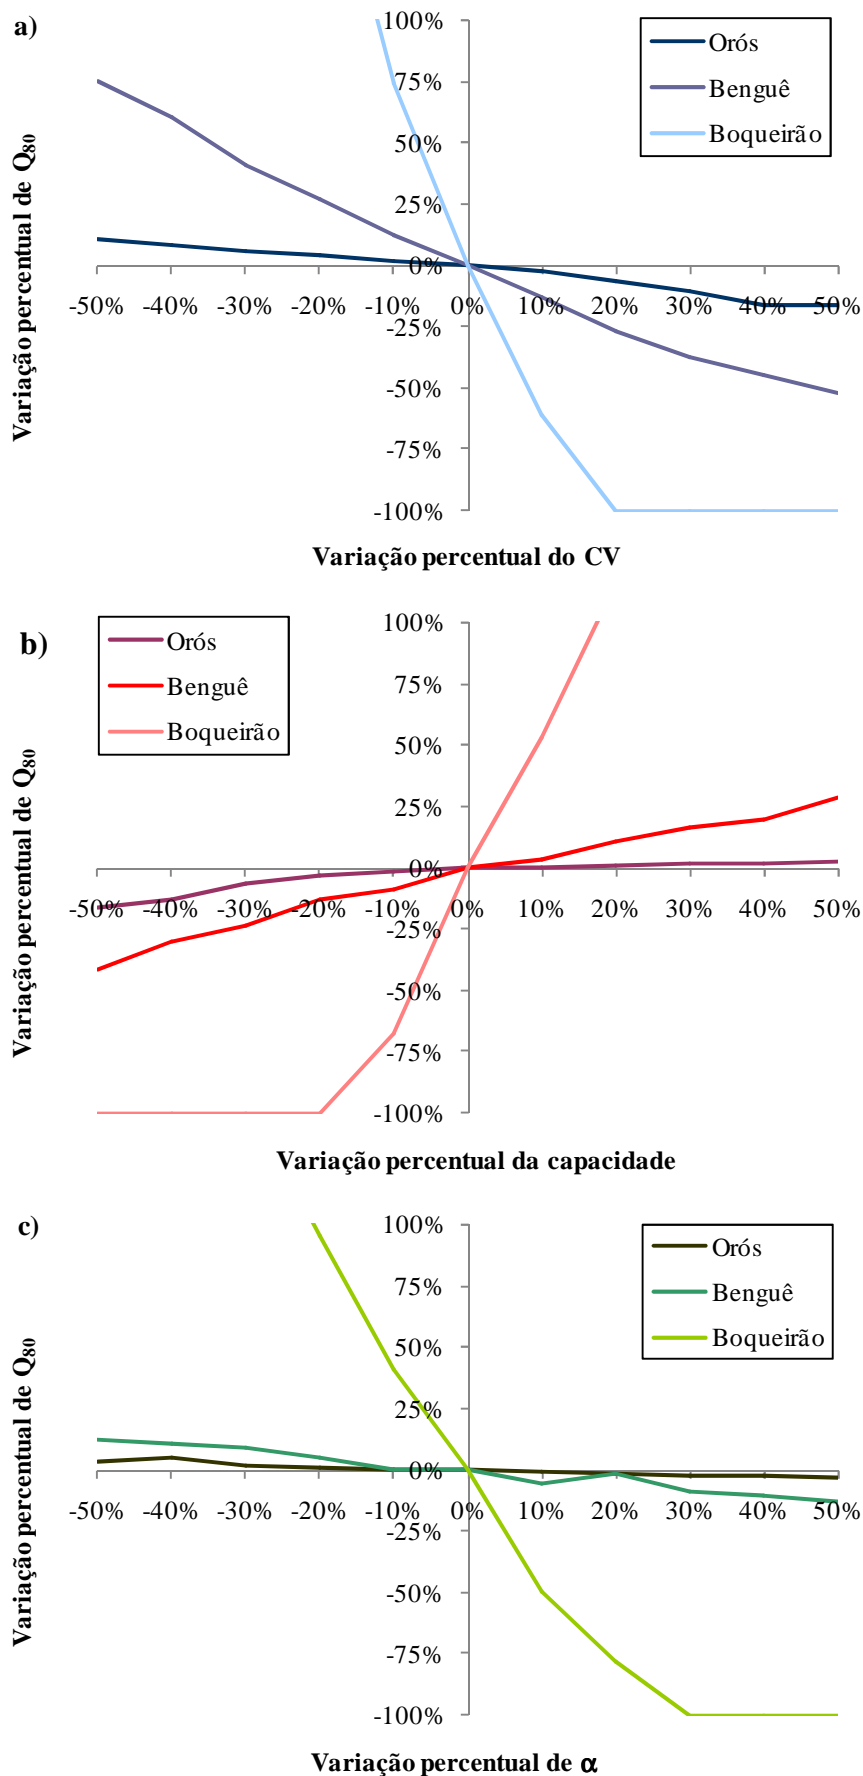 a)
100%
75%
50%
25%
0%
-25%
-50%
-75%
-100%
-50% -40% -30% -20% -10% 0% 10% 20% 30% 40% 50%
Variação percentual de Q80
Variação percentual do CV
Orós
Benguê
Boqueirão
b)
Orós
Benguê
Boqueirão
100%
75%
50%
25%
0%
-25%
-50%
-75%
-100%
-50% -40% -30% -20% -10% 0% 10% 20% 30% 40% 50%
Variação percentual de Q80
Variação percentual da capacidade
c)
100%
75%
50%
25%
0%
-25%
-50%
-75%
-100%
-50% -40% -30% -20% -10% 0% 10% 20% 30% 40% 50%
Variação percentual de Q80
Variação percentual de α
Orós
Benguê
Boqueirão